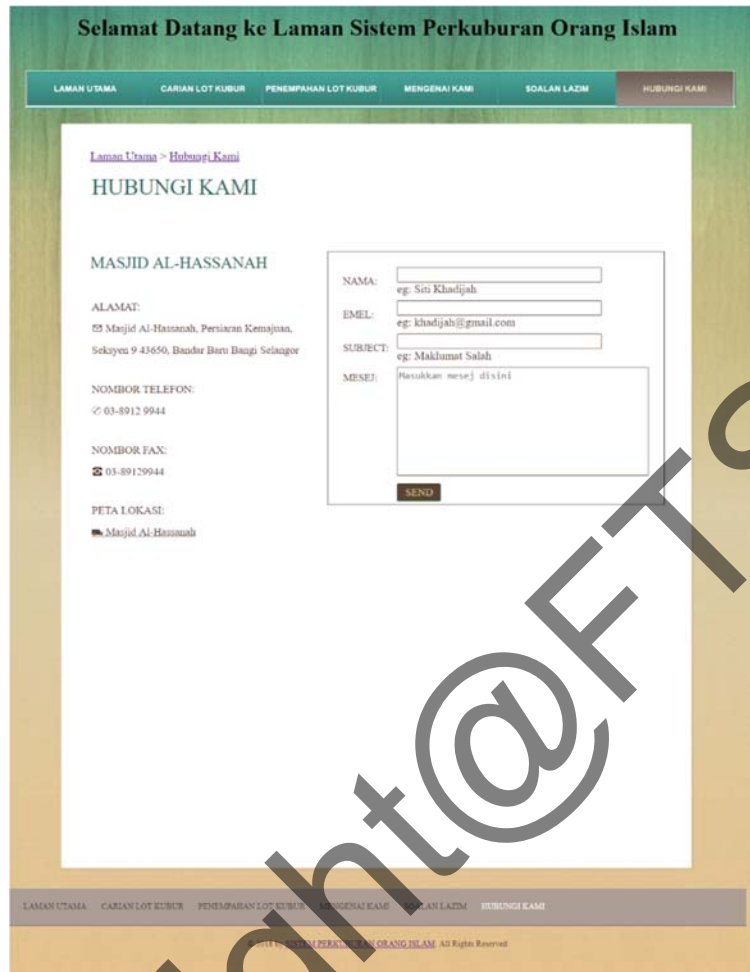 Selamat Datang ke Laman Sistem Perkuburan Orang Islam
LAMAN UTAMA CARIAN LOT KUBUR PENEMPAHAN LOT KUBUR MENGENAI KAMI SOALAN LAZIM HUBUNGI KAMI
Laman Utama > Hubungi Kami
HUBUNGI KAMI
MASJID AL-HASSANAH
ALAMAT:
✉ Masjid Al-Hassanah, Persiaran Kemajuan,
Seksyen 9 43650, Bandar Baru Bangi Selangor
NOMBOR TELEFON:
✆ 03-8912 9944
NOMBOR FAX:
☎ 03-89129944
PETA LOKASI:
⛟ Masjid Al-Hassanah
NAMA:
eg: Siti Khadijah
EMEL:
eg: khadijah@gmail.com
SUBJECT:
eg: Maklumat Salah
MESEJ: Masukkan mesej disini
SEND
LAMAN UTAMA CARIAN LOT KUBUR PENEMPAHAN LOT KUBUR MENGENAI KAMI SOALAN LAZIM HUBUNGI KAMI
© 2018 by SISTEM PERKUBURAN ORANG ISLAM. All Rights Reserved
ight@FTS